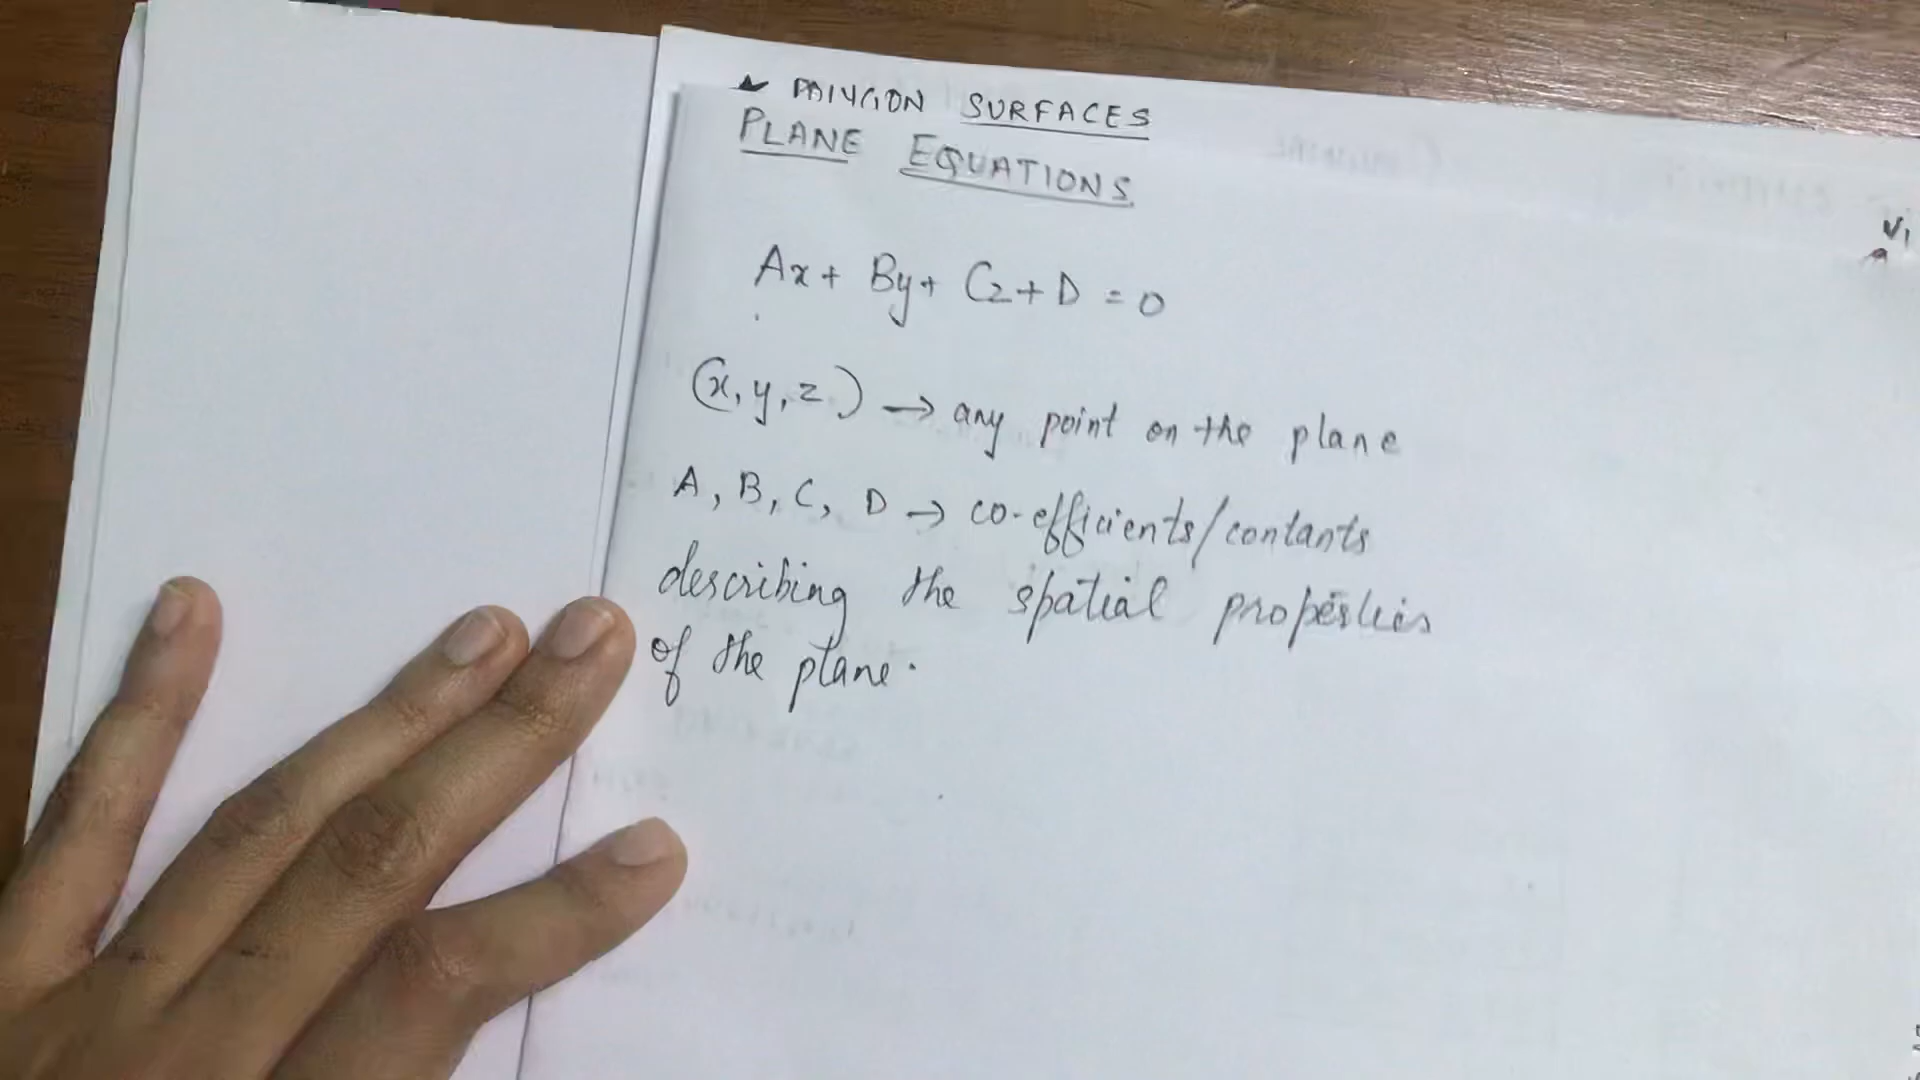 POLYGON SURFACES
PLANE EQUATIONS.
Ax + By + Cz + D = 0
(x, y, z) → any point on the plane
A, B, C, D → co-efficients/contants
describing the spatial properties
of the plane.
V1